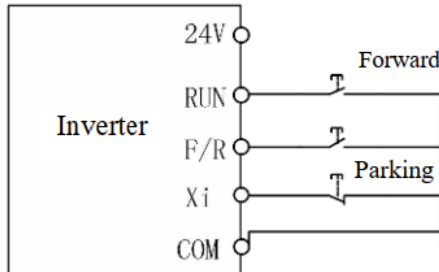 24V
Forward
RUN
Inverter
F/R
Parking
Xi
COM